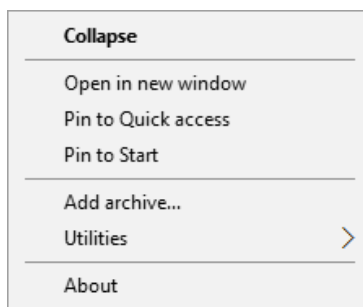 Collapse
Open in new window
Pin to Quick access
Pin to Start
Add archive...
Utilities
About